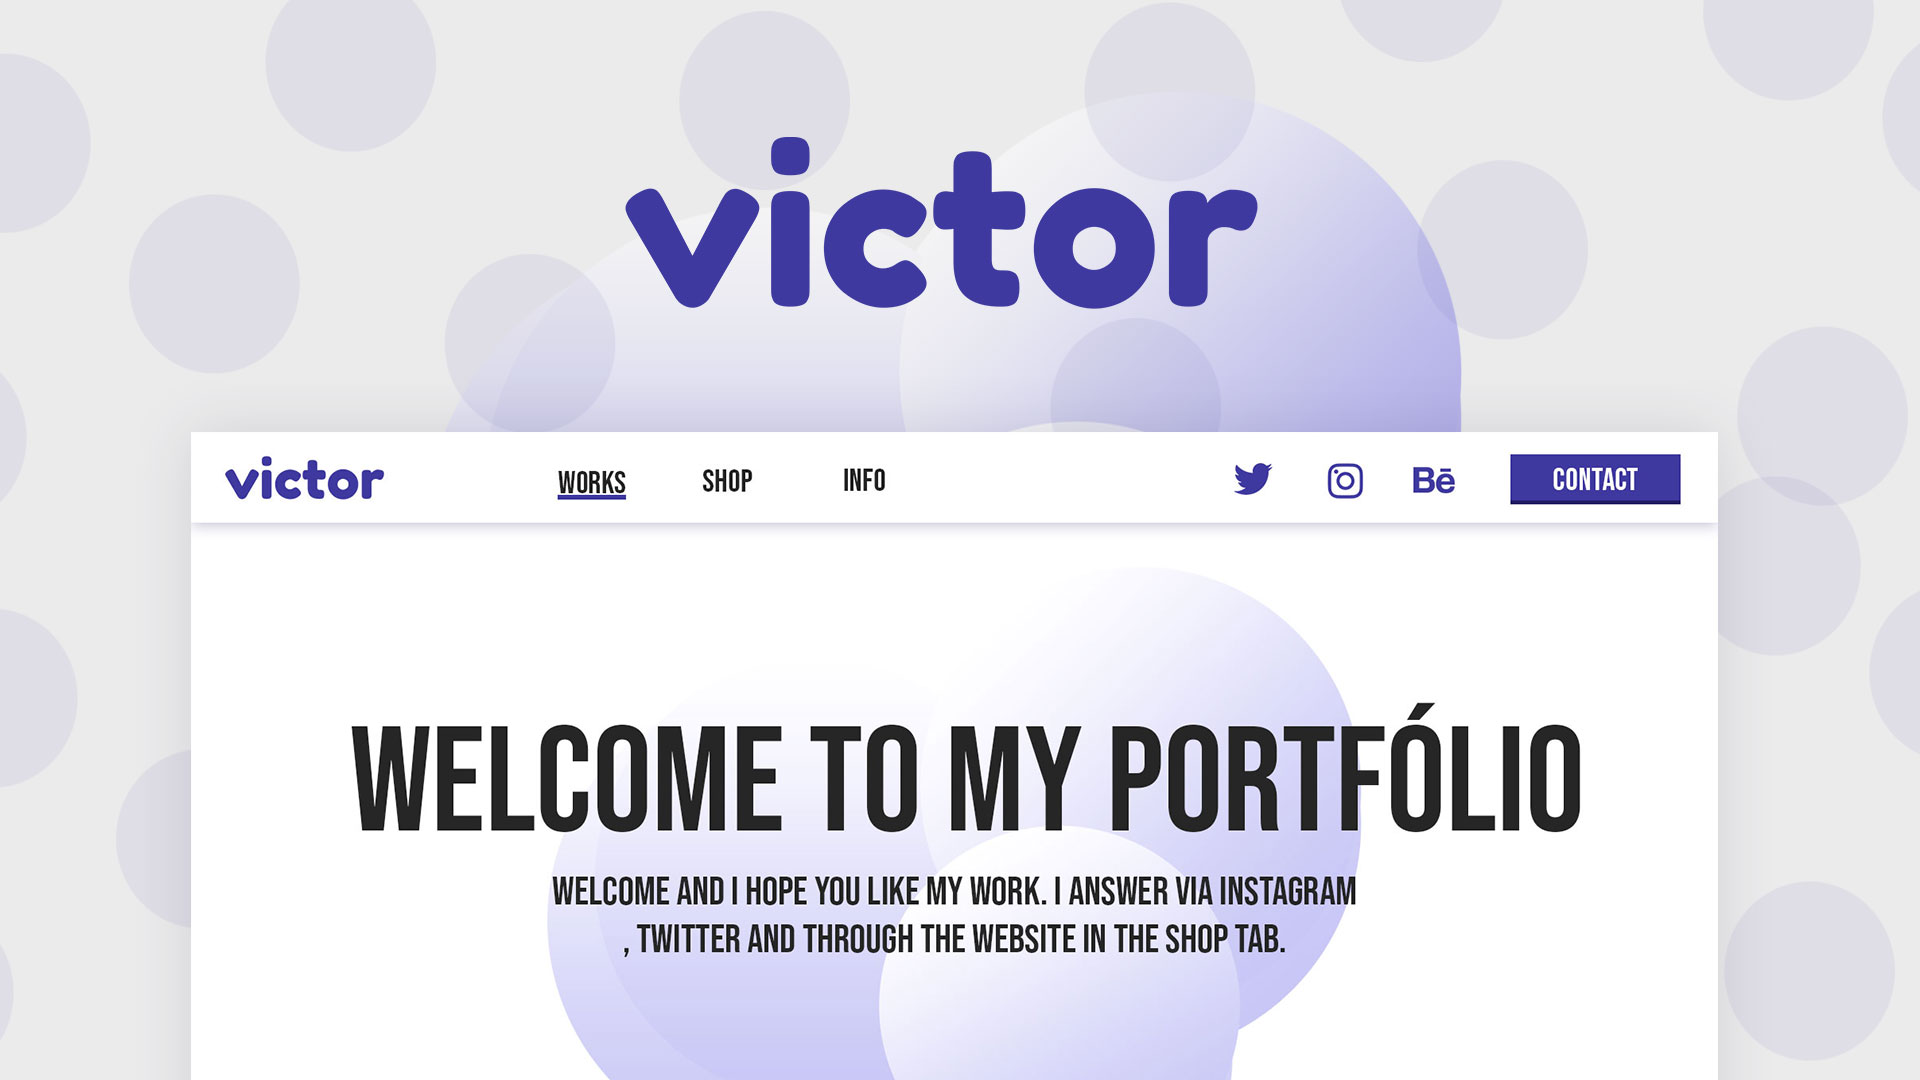 victor
victor WORKS SHOP INFO Bē CONTACT
WELCOME TO MY PORTFÓLIO
WELCOME AND I HOPE YOU LIKE MY WORK. I ANSWER VIA INSTAGRAM
, TWITTER AND THROUGH THE WEBSITE IN THE SHOP TAB.